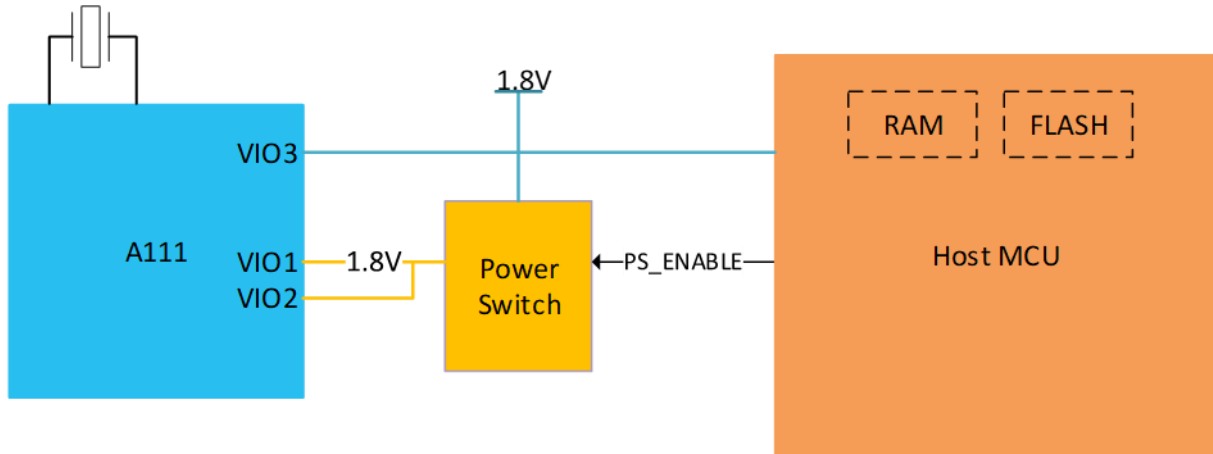 1.8V
RAM
FLASH
VIO3
A111
VIO1
1.8V
VIO2
Power
Switch
PS_ENABLE
Host MCU